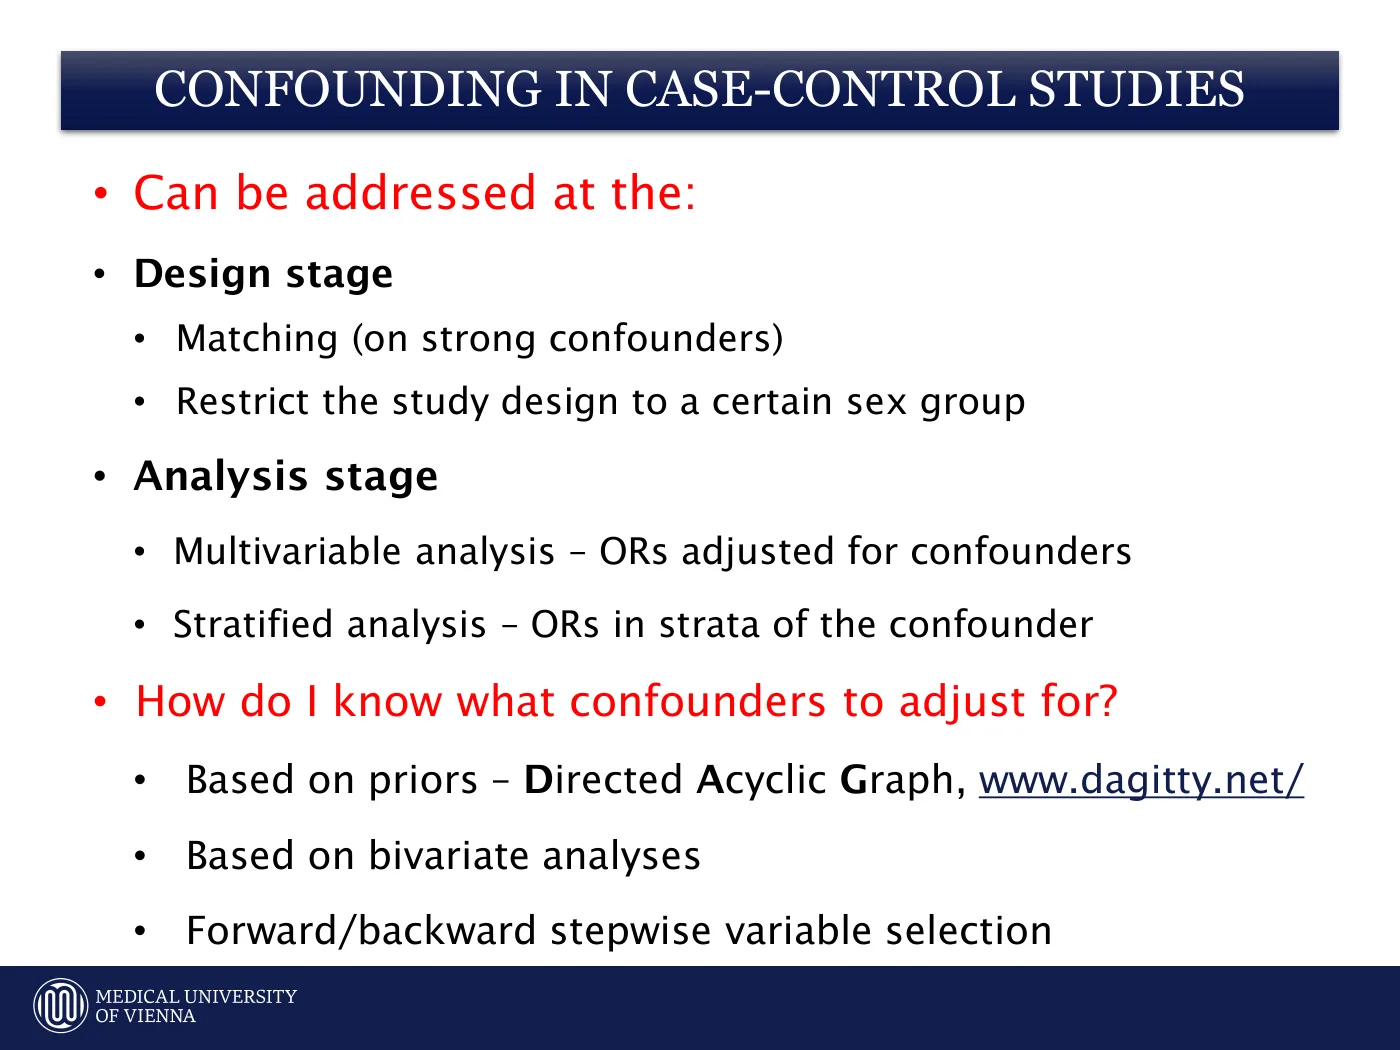 CONFOUNDING IN CASE-CONTROL STUDIES
• Can be addressed at the:
• Design stage
• Matching (on strong confounders)
• Restrict the study design to a certain sex group
• Analysis stage
• Multivariable analysis – ORs adjusted for confounders
• Stratified analysis – ORs in strata of the confounder
• How do I know what confounders to adjust for?
• Based on priors – Directed Acyclic Graph, www.dagitty.net/
• Based on bivariate analyses
• Forward/backward stepwise variable selection
MEDICAL UNIVERSITY
OF VIENNA